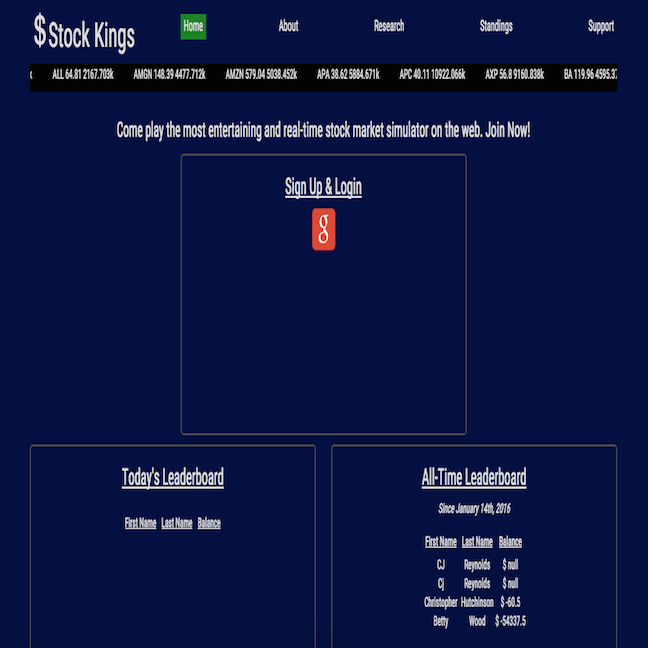 $ Stock Kings
Home About Research Standings Support
ALL 64.81 2167.703k AMGN 148.39 4477.712k AMZN 579.04 5038.452k APA 38.62 5884.671k APC 40.11 10922.066k AXP 56.8 9160.838k BA 119.96
Come play the most entertaining and real-time stock market simulator on the web. Join Now!
Sign Up & Login
g
Today's Leaderboard
First Name Last Name Balance
All-Time Leaderboard
Since January 14th, 2016
First Name Last Name Balance
CJ Reynolds $ null
Cj Reynolds $ null
Christopher Hutchinson $ -60.5
Betty Wood $ -54337.5